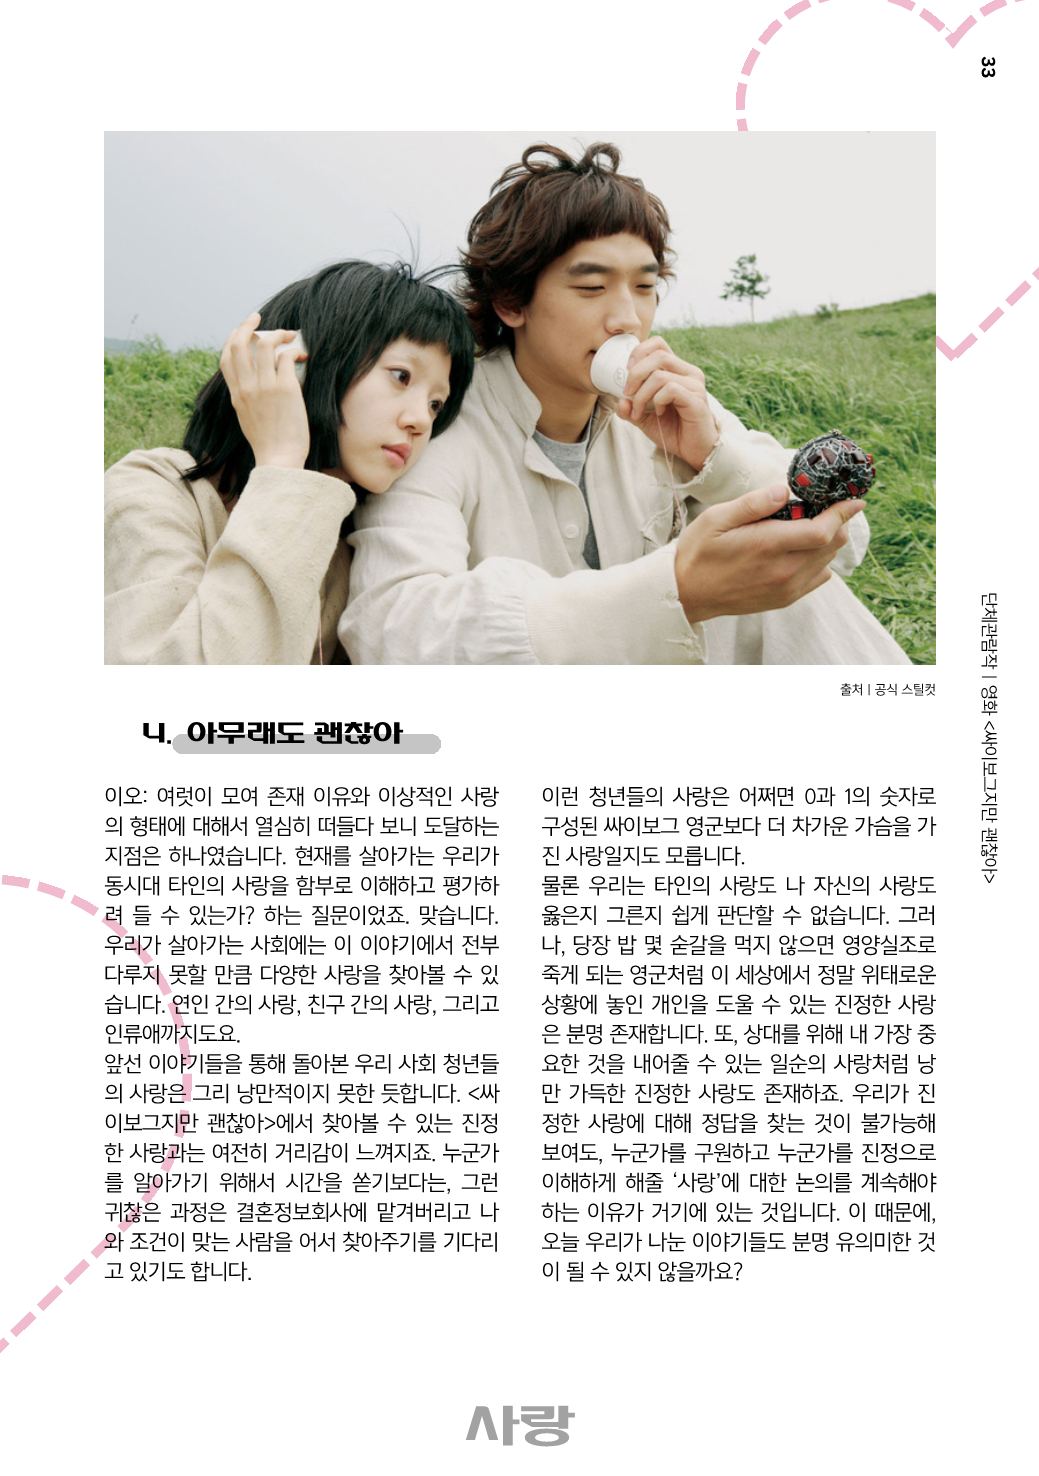 33
출처 | 공식 스틸컷
단체관람작 | 영화 <싸이보그지만 괜찮아>
4. 아무래도 괜찮아
이오: 여럿이 모여 존재 이유와 이상적인 사랑
의 형태에 대해서 열심히 떠들다 보니 도달하는
지점은 하나였습니다. 현재를 살아가는 우리가
동시대 타인의 사랑을 함부로 이해하고 평가하
려 들 수 있는가? 하는 질문이었죠. 맞습니다.
우리가 살아가는 사회에는 이 이야기에서 전부
다루지 못할 만큼 다양한 사랑을 찾아볼 수 있
습니다. 연인 간의 사랑, 친구 간의 사랑, 그리고
인류애까지도요.
앞선 이야기들을 통해 돌아본 우리 사회 청년들
의 사랑은 그리 낭만적이지 못한 듯합니다. <싸
이보그지만 괜찮아>에서 찾아볼 수 있는 진정
한 사랑과는 여전히 거리감이 느껴지죠. 누군가
를 알아가기 위해서 시간을 쏟기보다는, 그런
귀찮은 과정은 결혼정보회사에 맡겨버리고 나
와 조건이 맞는 사람을 어서 찾아주기를 기다리
고 있기도 합니다.
이런 청년들의 사랑은 어쩌면 0과 1의 숫자로
구성된 싸이보그 영군보다 더 차가운 가슴을 가
진 사랑일지도 모릅니다.
물론 우리는 타인의 사랑도 나 자신의 사랑도
옳은지 그른지 쉽게 판단할 수 없습니다. 그러
나, 당장 밥 몇 숟갈을 먹지 않으면 영양실조로
죽게 되는 영군처럼 이 세상에서 정말 위태로운
상황에 놓인 개인을 도울 수 있는 진정한 사랑
은 분명 존재합니다. 또, 상대를 위해 내 가장 중
요한 것을 내어줄 수 있는 일순의 사랑처럼 낭
만 가득한 진정한 사랑도 존재하죠. 우리가 진
정한 사랑에 대해 정답을 찾는 것이 불가능해
보여도, 누군가를 구원하고 누군가를 진정으로
이해하게 해줄 ‘사랑’에 대한 논의를 계속해야
하는 이유가 거기에 있는 것입니다. 이 때문에,
오늘 우리가 나눈 이야기들도 분명 유의미한 것
이 될 수 있지 않을까요?
사랑